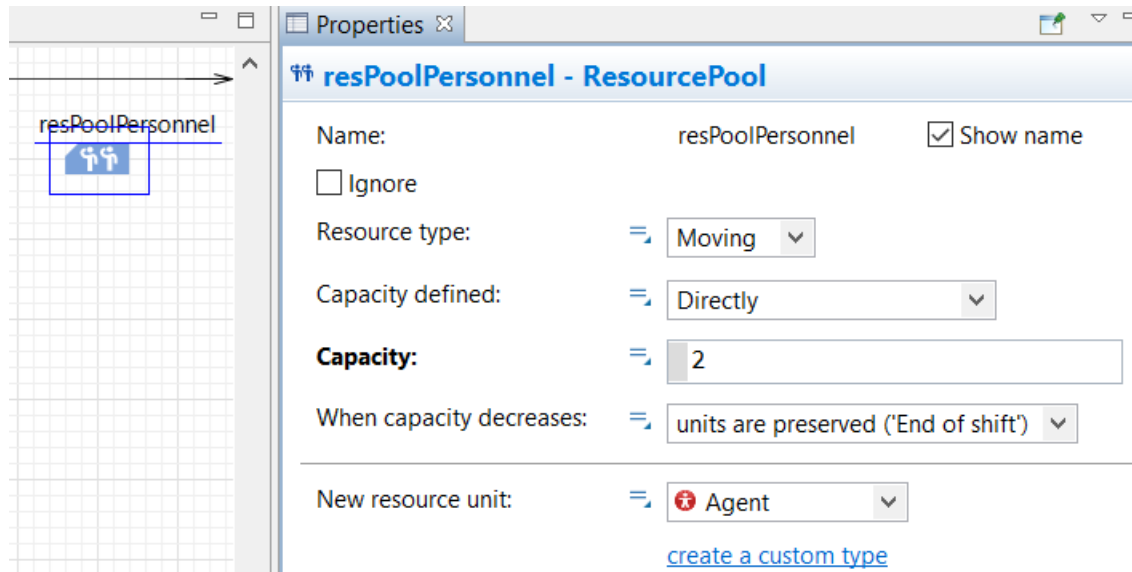 Properties
resPoolPersonnel - ResourcePool
resPoolPersonnel
Name: resPoolPersonnel Show name
Ignore
Resource type: Moving
Capacity defined: Directly
Capacity: 2
When capacity decreases: units are preserved ('End of shift')
New resource unit: Agent
create a custom type